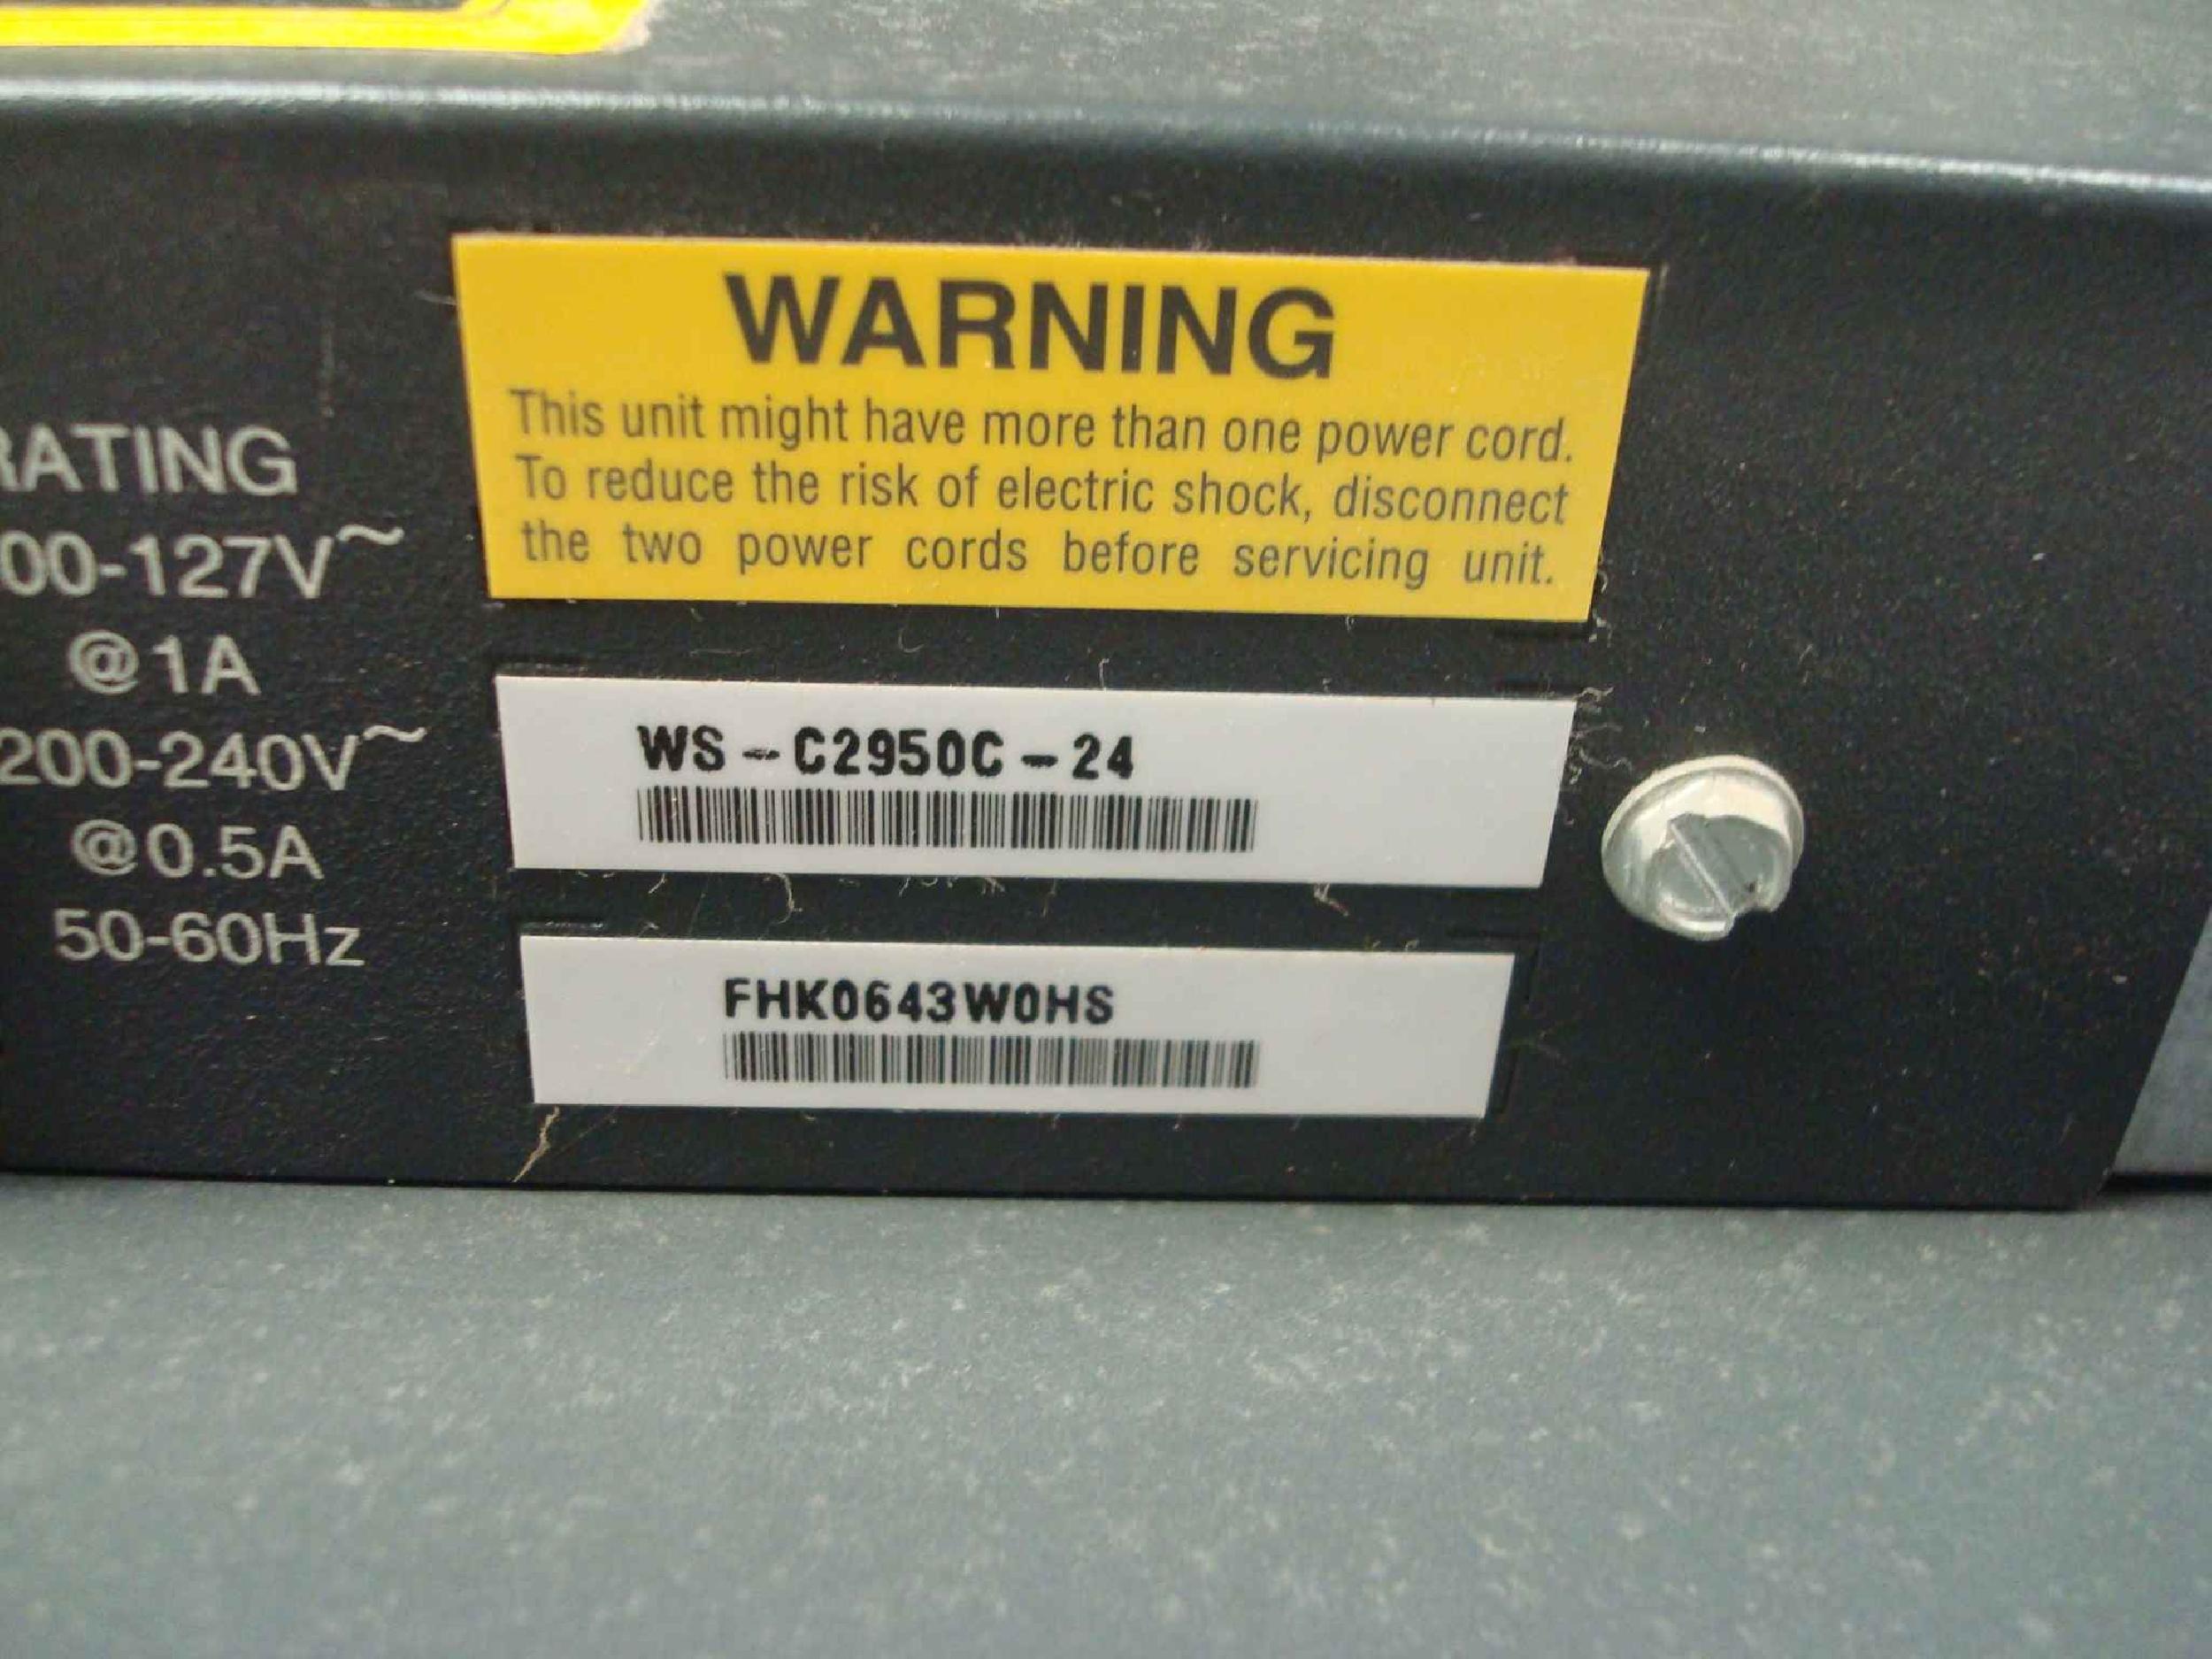 RATING
00-127V~
@1A
200-240V~
@0.5A
50-60Hz
WARNING
This unit might have more than one power cord.
To reduce the risk of electric shock, disconnect
the two power cords before servicing unit.
WS-C2950C-24
FHK0643W0HS